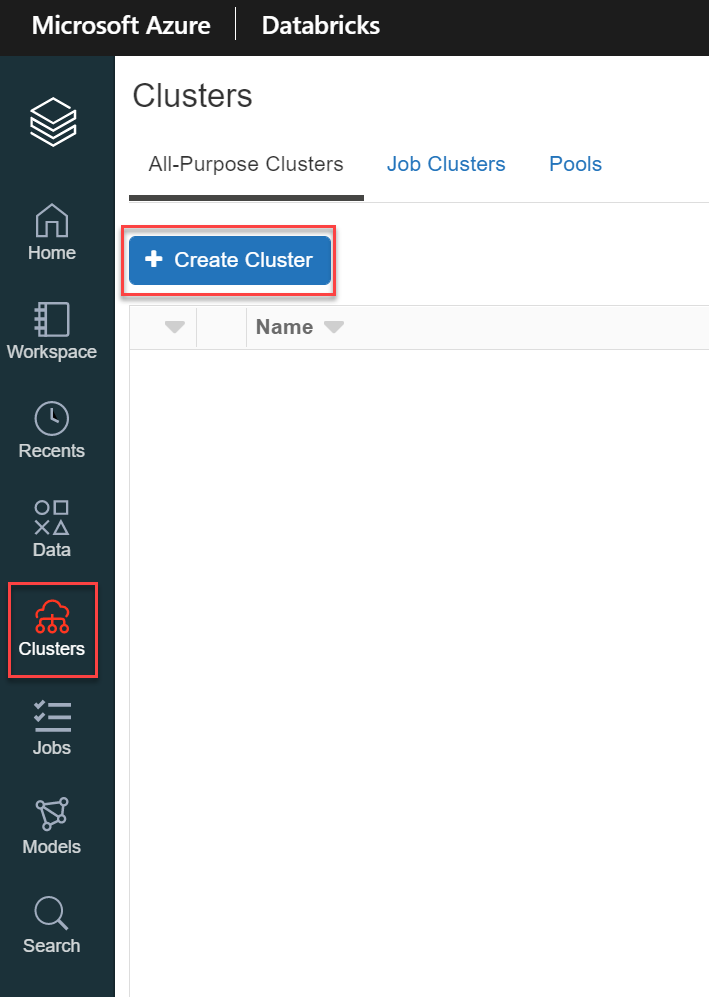 Microsoft Azure Databricks
Clusters
All-Purpose Clusters Job Clusters Pools
+ Create Cluster
Name
Home
Workspace
Recents
Data
Clusters
Jobs
Models
Search